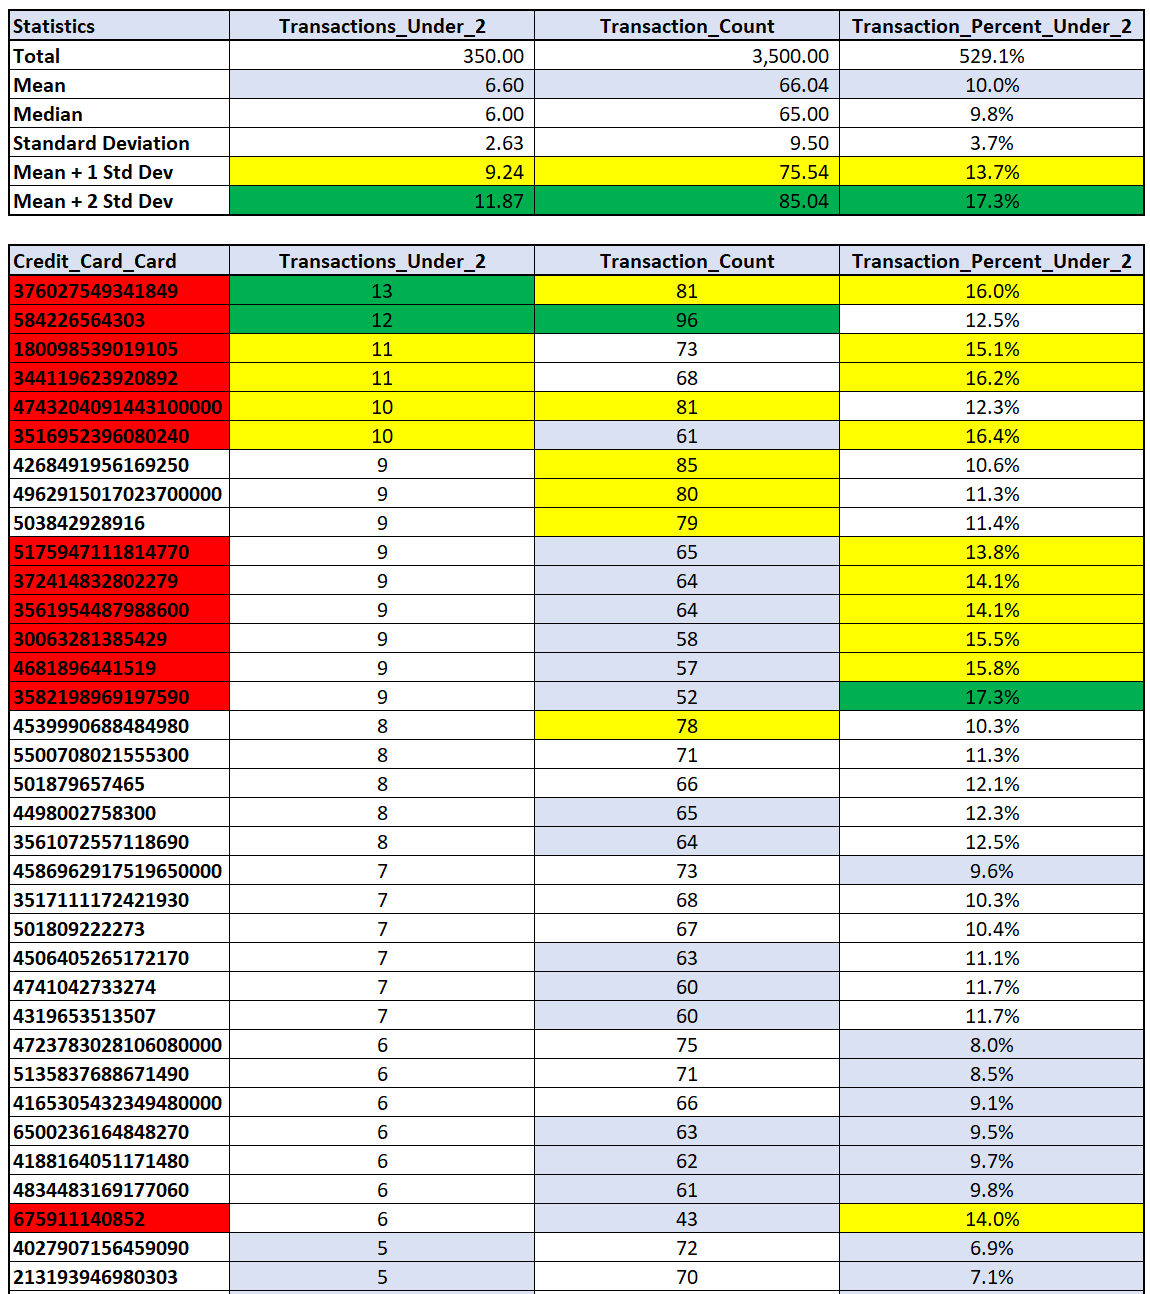 Statistics Transactions_Under_2 Transaction_Count Transaction_Percent_Under_2
Total 350.00 3,500.00 529.1%
Mean 6.60 66.04 10.0%
Median 6.00 65.00 9.8%
Standard Deviation 2.63 9.50 3.7%
Mean + 1 Std Dev 9.24 75.54 13.7%
Mean + 2 Std Dev 11.87 85.04 17.3%
Credit_Card_Card Transactions_Under_2 Transaction_Count Transaction_Percent_Under_2
376027549341849 13 81 16.0%
584226564303 12 96 12.5%
180098539019105 11 73 15.1%
344119623920892 11 68 16.2%
4743204091443100000 10 81 12.3%
3516952396080240 10 61 16.4%
4268491956169250 9 85 10.6%
4962915017023700000 9 80 11.3%
503842928916 9 79 11.4%
5175947111814770 9 65 13.8%
372414832802279 9 64 14.1%
3561954487988600 9 64 14.1%
30063281385429 9 58 15.5%
4681896441519 9 57 15.8%
3582198969197590 9 52 17.3%
4539990688484980 8 78 10.3%
5500708021555300 8 71 11.3%
501879657465 8 66 12.1%
4498002758300 8 65 12.3%
3561072557118690 8 64 12.5%
4586962917519650000 7 73 9.6%
3517111172421930 7 68 10.3%
501809222273 7 67 10.4%
4506405265172170 7 63 11.1%
4741042733274 7 60 11.7%
4319653513507 7 60 11.7%
4723783028106080000 6 75 8.0%
5135837688671490 6 71 8.5%
4165305432349480000 6 66 9.1%
6500236164848270 6 63 9.5%
4188164051171480 6 62 9.7%
4834483169177060 6 61 9.8%
675911140852 6 43 14.0%
4027907156459090 5 72 6.9%
213193946980303 5 70 7.1%